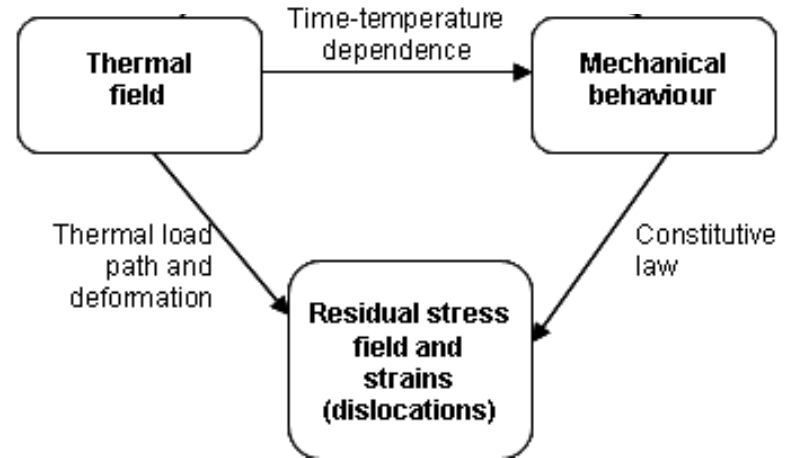 Time-temperature
dependence
Thermal
field
Mechanical
behaviour
Thermal load
path and
deformation
Constitutive
law
Residual stress
field and
strains
(dislocations)